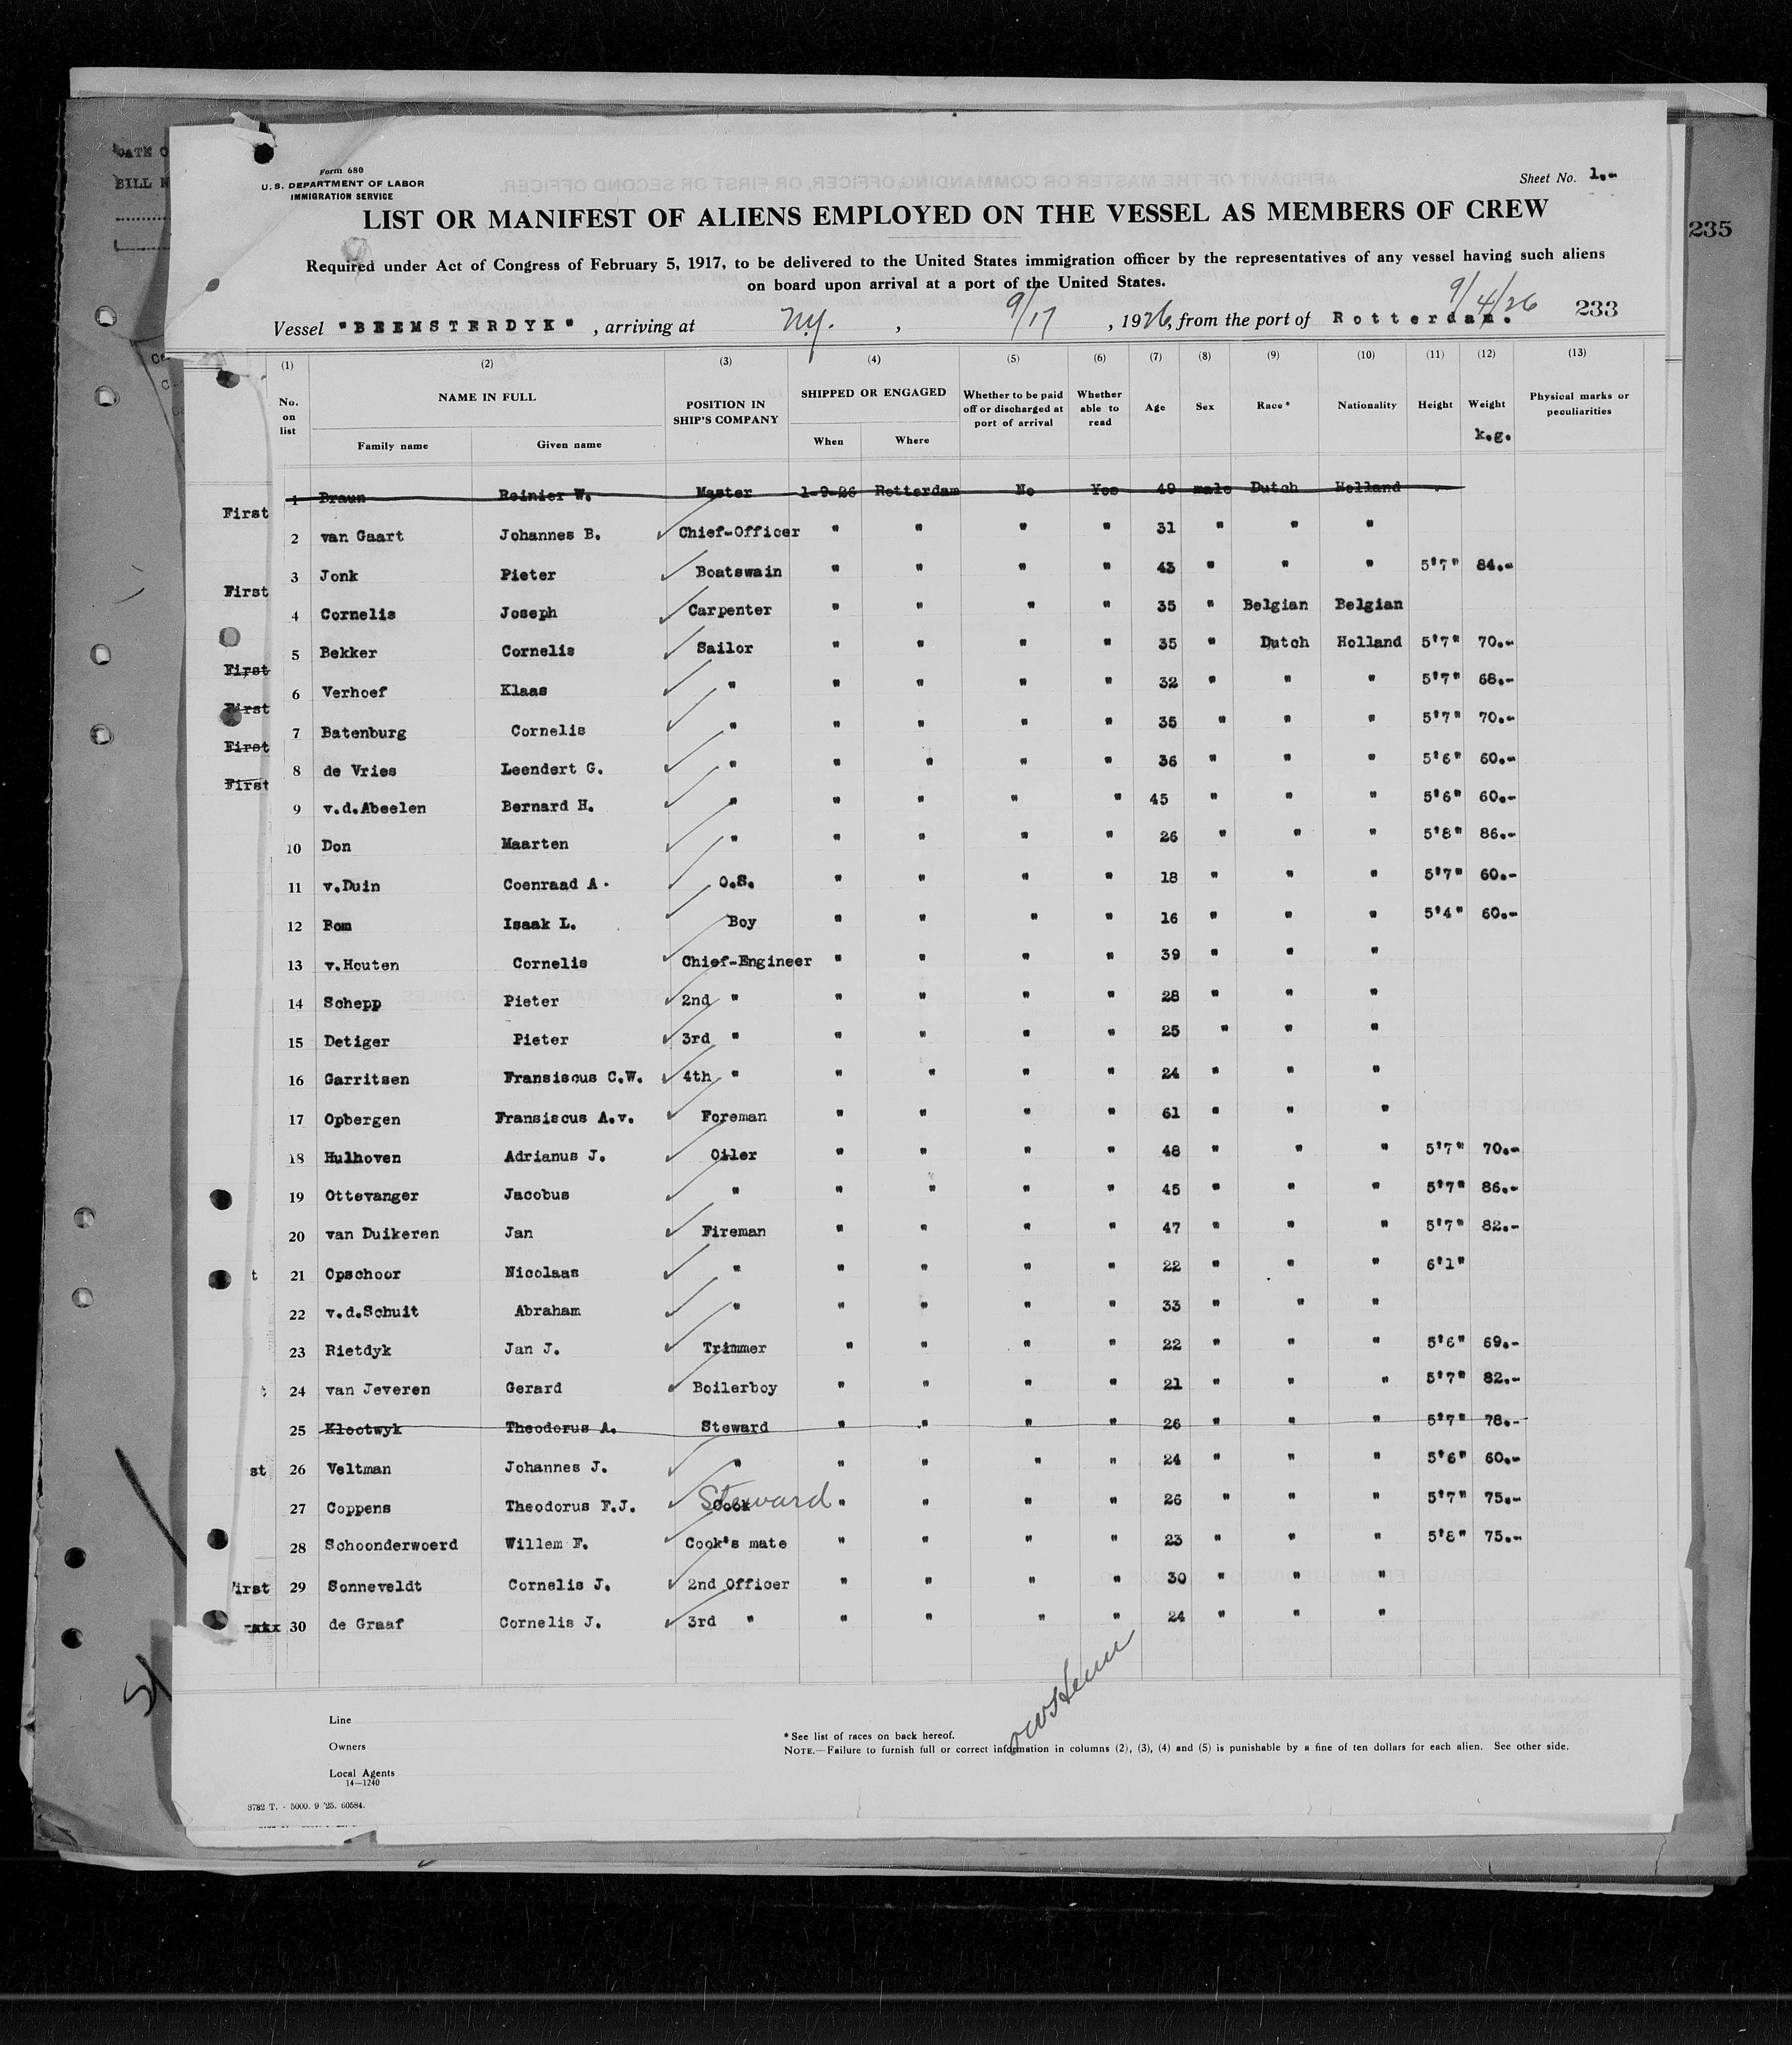 DATE O
BILL N
Form 680
U. S. DEPARTMENT OF LABOR
IMMIGRATION SERVICE
Sheet No. 1.-
LIST OR MANIFEST OF ALIENS EMPLOYED ON THE VESSEL AS MEMBERS OF CREW
235
Required under Act of Congress of February 5, 1917, to be delivered to the United States immigration officer by the representatives of any vessel having such aliens
on board upon arrival at a port of the United States.
9/4/26
Vessel "BEEMSTERDYK" , arriving at N.Y. , 9/17 , 1926, from the port of Rotterdam. 233
(1) (2) (3) (4) (5) (6) (7) (8) (9) (10) (11) (12) (13)
No. on list NAME IN FULL Family name Given name POSITION IN SHIP'S COMPANY SHIPPED OR ENGAGED When Where Whether to be paid off or discharged at port of arrival Whether able to read Age Sex Race* Nationality Height Weight k.g. Physical marks or peculiarities
1 Braun Reinier W. Master 1-9-26 Rotterdam No Yes 49 male Dutch Holland -
First
2 van Gaart Johannes B. Chief-Officer " " " " 31 " " "
3 Jonk Pieter Boatswain " " " " 43 " " " 5'7" 84.-
First
4 Cornelis Joseph Carpenter " " " " 35 " Belgian Belgian
5 Bekker Cornelis Sailor " " " " 35 " Dutch Holland 5'7" 70.-
First
6 Verhoef Klaas " " " " " 32 " " " 5'7" 68.-
First
7 Batenburg Cornelis " " " " " 35 " " " 5'7" 70.-
First
8 de Vries Leendert G. " " " " " 36 " " " 5'6" 60.-
First
9 v.d.Abeelen Bernard H. " " " " " 45 " " " 5'6" 60.-
10 Don Maarten " " " " " 26 " " " 5'8" 86.-
11 v.Duin Coenraad A. O.S. " " " " 18 " " " 5'7" 60.-
12 Bom Isaak L. Boy " " " " 16 " " " 5'4" 60.-
13 v.Houten Cornelis Chief-Engineer " " " " 39 " " "
14 Schepp Pieter 2nd " " " " " 28 " " "
15 Detiger Pieter 3rd " " " " " 25 " " "
16 Garritsen Fransiscus C.W. 4th " " " " " 24 " " "
17 Opbergen Fransiscus A.v. Foreman " " " " 61 " " "
18 Hulhoven Adrianus J. Oiler " " " " 48 " " " 5'7" 70.-
19 Ottevanger Jacobus " " " " " 45 " " " 5'7" 86.-
20 van Duikeren Jan Fireman " " " " 47 " " " 5'7" 82.-
t 21 Opschoor Nicolaas " " " " " 22 " " " 6'1"
22 v.d.Schuit Abraham " " " " " 33 " " "
23 Rietdyk Jan J. Trimmer " " " " 22 " " " 5'6" 69.-
t 24 van Jeveren Gerard Boilerboy " " " " 21 " " " 5'7" 82.-
25 Klootwyk Theodorus A. Steward " " " " 26 " " " 5'7" 78.-
st 26 Veltman Johannes J. " " " " " 24 " " " 5'6" 60.-
27 Coppens Theodorus F.J. Cook Steward " " " " 26 " " " 5'7" 75.-
28 Schoonderwoerd Willem F. Cook's mate " " " " 23 " " " 5'8" 75.-
irst 29 Sonneveldt Cornelis J. 2nd Officer " " " " 30 " " "
30 de Graaf Cornelis J. 3rd " " " " " 24 " " "
Line
Owners
Local Agents
14—1240
* See list of races on back hereof.
NOTE.—Failure to furnish full or correct information in columns (2), (3), (4) and (5) is punishable by a fine of ten dollars for each alien. See other side.
3782 T. - 5000. 9 '25. 60584.